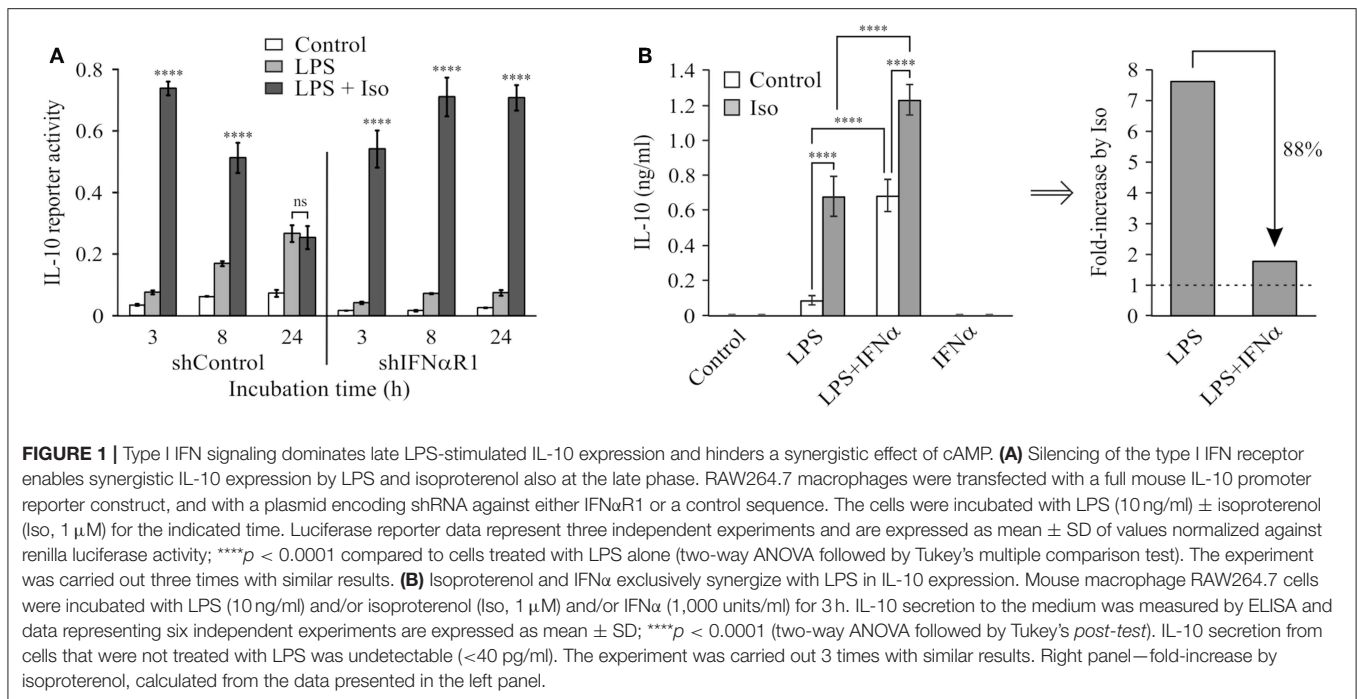 A
Control
LPS
LPS + Iso
IL-10 reporter activity
0.8
0.6
0.4
0.2
0
****
****
ns
****
****
****
3 8 24 3 8 24
shControl shIFNαR1
Incubation time (h)
B
Control
Iso
IL-10 (ng/ml)
1.4
1.2
1.0
0.8
0.6
0.4
0.2
0
****
****
****
****
Control
LPS
LPS+IFNα
IFNα
⇒
Fold-increase by Iso
8
7
6
5
4
3
2
1
0
88%
LPS
LPS+IFNα
FIGURE 1 | Type I IFN signaling dominates late LPS-stimulated IL-10 expression and hinders a synergistic effect of cAMP. (A) Silencing of the type I IFN receptor
enables synergistic IL-10 expression by LPS and isoproterenol also at the late phase. RAW264.7 macrophages were transfected with a full mouse IL-10 promoter
reporter construct, and with a plasmid encoding shRNA against either IFNαR1 or a control sequence. The cells were incubated with LPS (10 ng/ml) ± isoproterenol
(Iso, 1 μM) for the indicated time. Luciferase reporter data represent three independent experiments and are expressed as mean ± SD of values normalized against
renilla luciferase activity; ****p < 0.0001 compared to cells treated with LPS alone (two-way ANOVA followed by Tukey's multiple comparison test). The experiment
was carried out three times with similar results. (B) Isoproterenol and IFNα exclusively synergize with LPS in IL-10 expression. Mouse macrophage RAW264.7 cells
were incubated with LPS (10 ng/ml) and/or isoproterenol (Iso, 1 μM) and/or IFNα (1,000 units/ml) for 3 h. IL-10 secretion to the medium was measured by ELISA and
data representing six independent experiments are expressed as mean ± SD; ****p < 0.0001 (two-way ANOVA followed by Tukey's post-test). IL-10 secretion from
cells that were not treated with LPS was undetectable (<40 pg/ml). The experiment was carried out 3 times with similar results. Right panel—fold-increase by
isoproterenol, calculated from the data presented in the left panel.